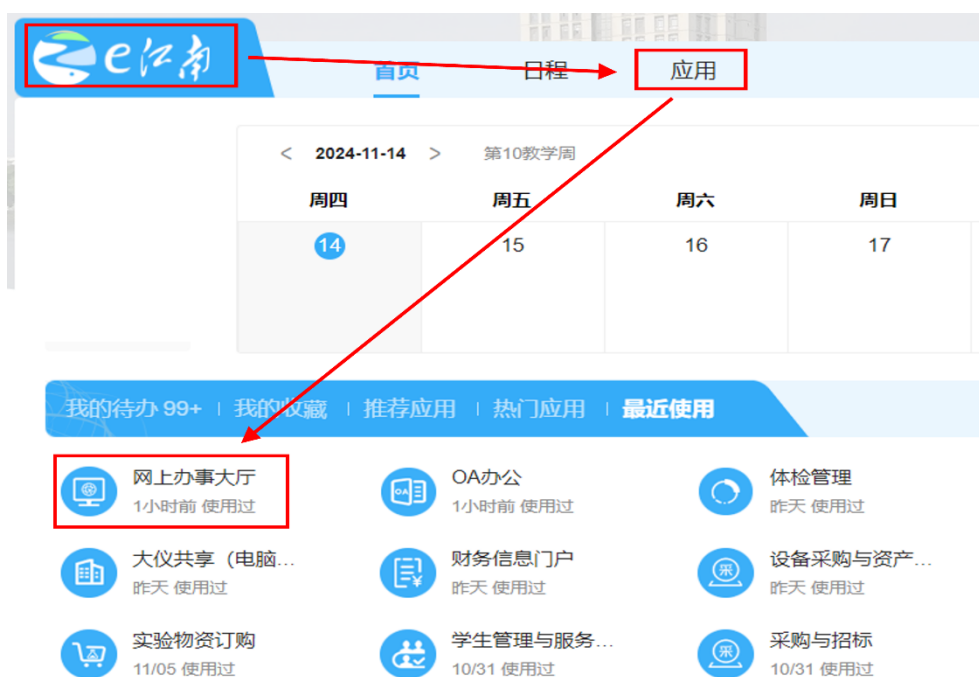 e江南
首页 日程 应用
< 2024-11-14 > 第10教学周
周四 周五 周六 周日
14 15 16 17
我的待办 99+ 我的收藏 推荐应用 热门应用 最近使用
网上办事大厅 OA办公 体检管理
1小时前 使用过 1小时前 使用过 昨天 使用过
大仪共享（电脑... 财务信息门户 设备采购与资产...
昨天 使用过 昨天 使用过 昨天 使用过
实验物资订购 学生管理与服务... 采购与招标
11/05 使用过 10/31 使用过 10/31 使用过